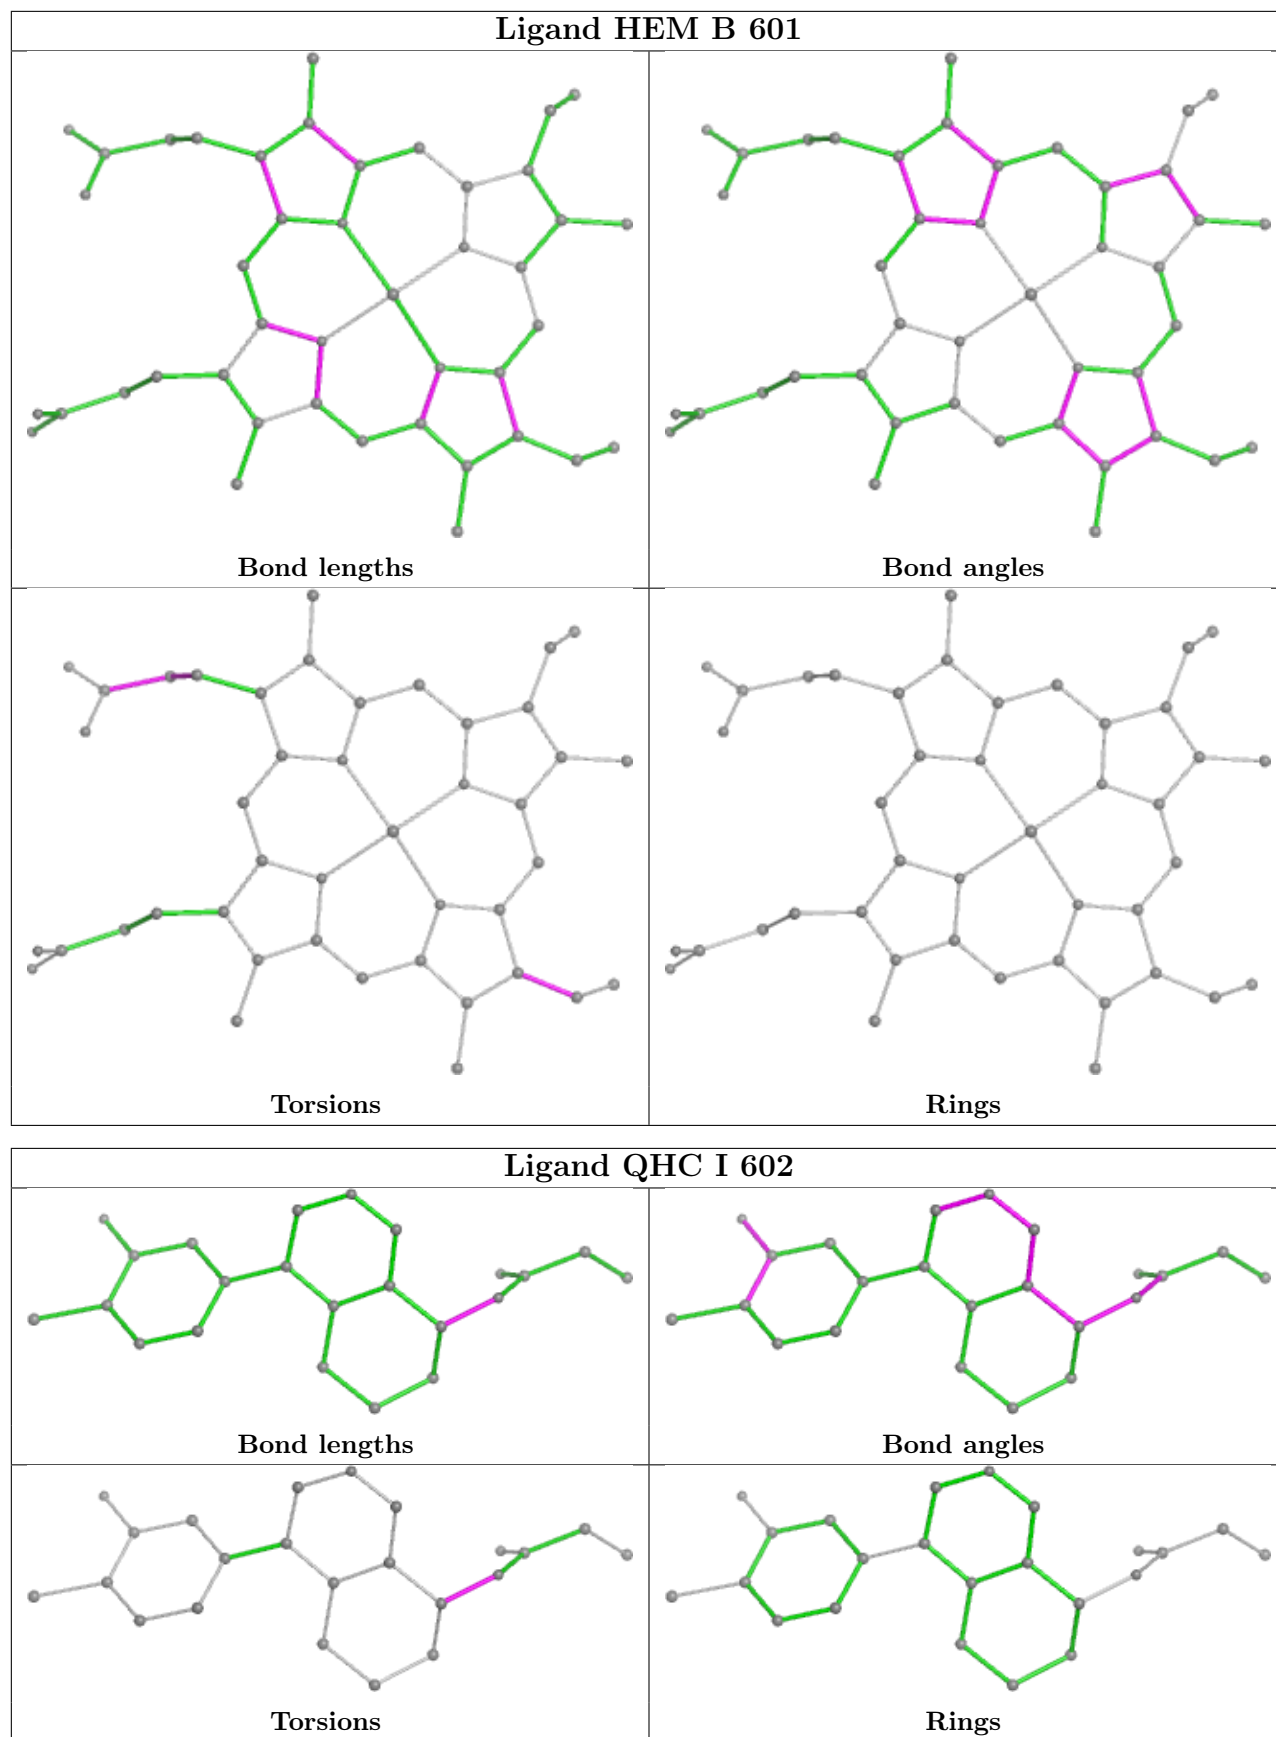 Ligand HEM B 601
Bond lengths
Bond angles
Torsions
Rings
Ligand QHC I 602
Bond lengths
Bond angles
Torsions
Rings